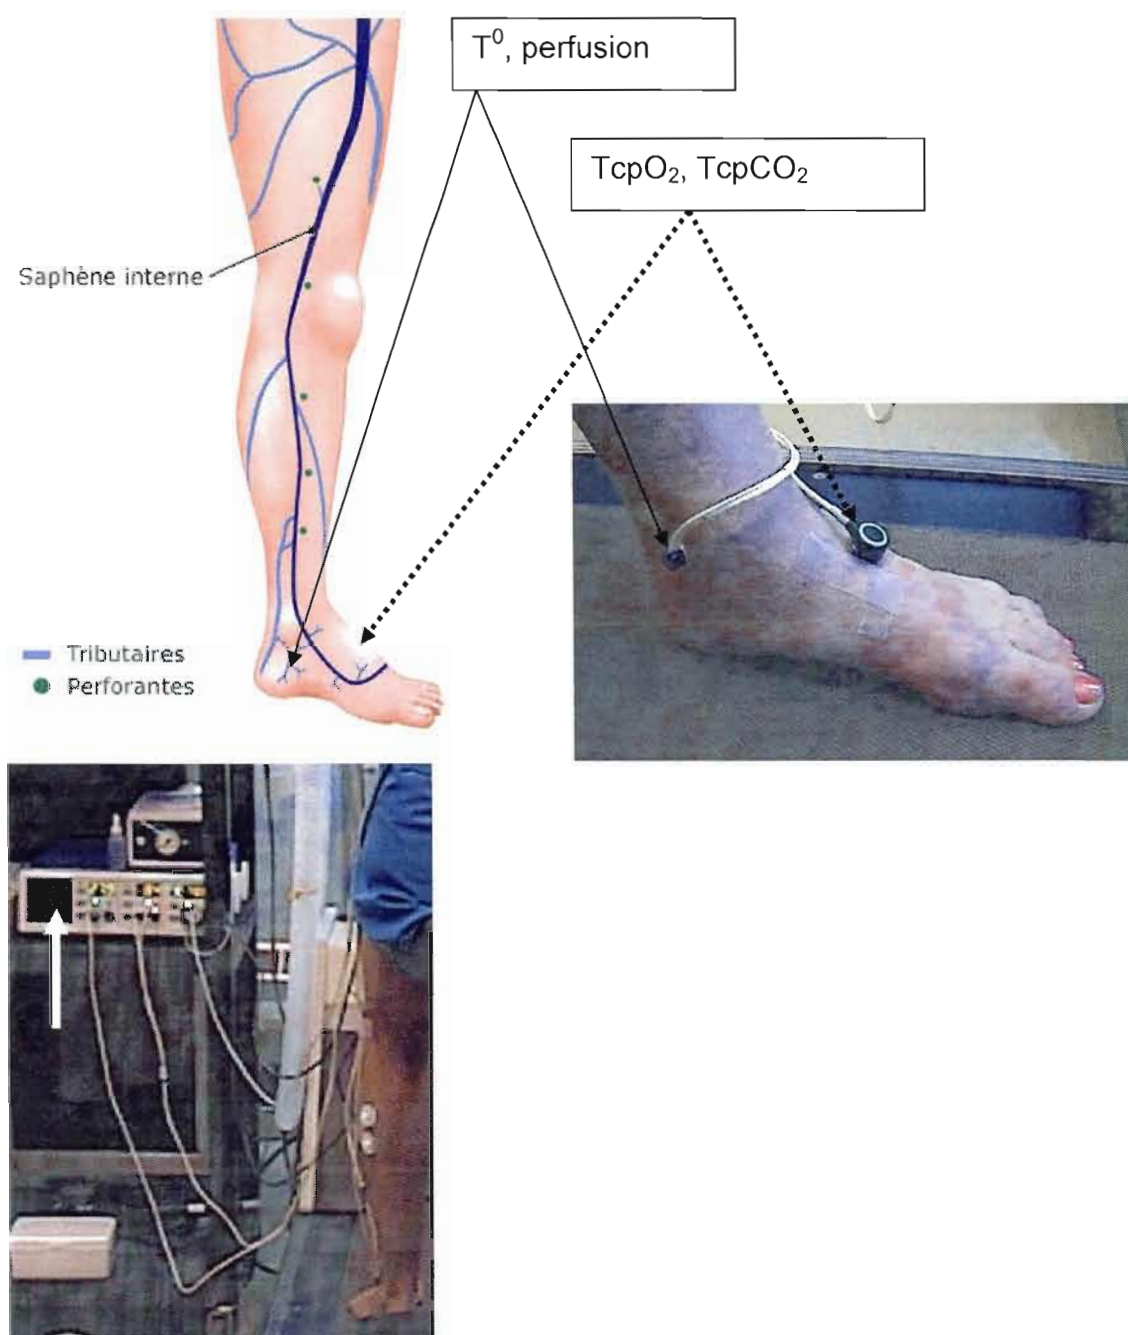 T⁰, perfusion
TcpO₂, TcpCO₂
Saphène interne
Tributaires
Perforantes